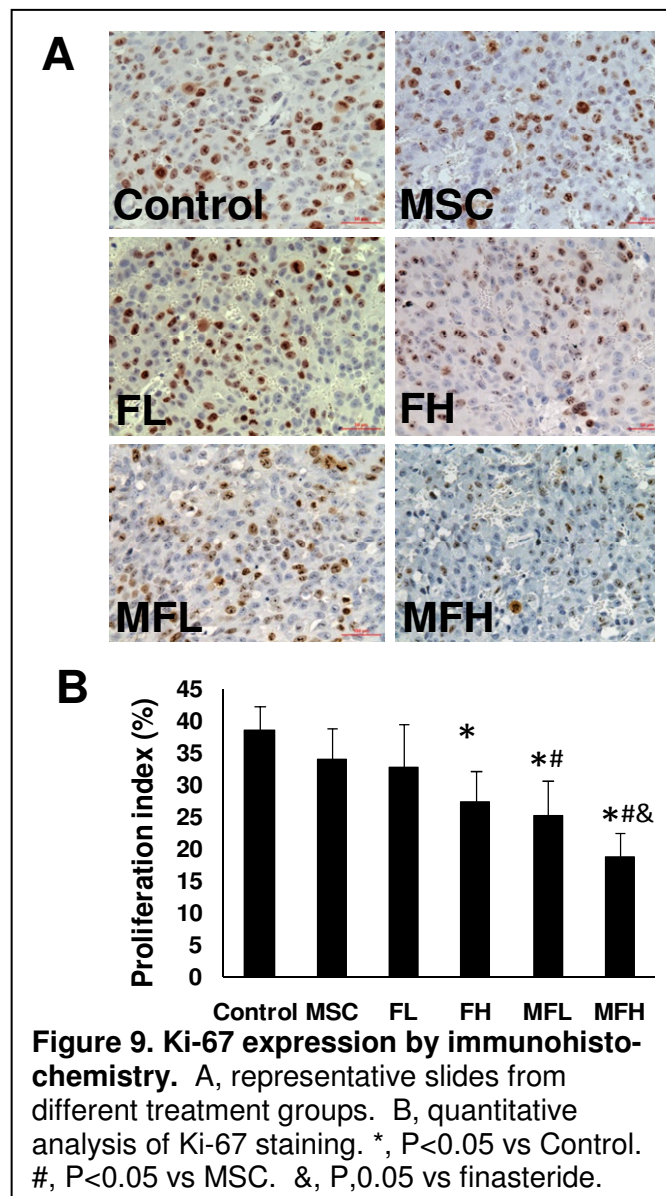 A
Control
MSC
FL
FH
MFL
MFH
B
Proliferation index (%)
45
40
35
30
25
20
15
10
5
0
*
*#
*#&
Control MSC FL FH MFL MFH
Figure 9. Ki-67 expression by immunohisto-
chemistry. A, representative slides from
different treatment groups. B, quantitative
analysis of Ki-67 staining. *, P<0.05 vs Control.
#, P<0.05 vs MSC. &, P,0.05 vs finasteride.